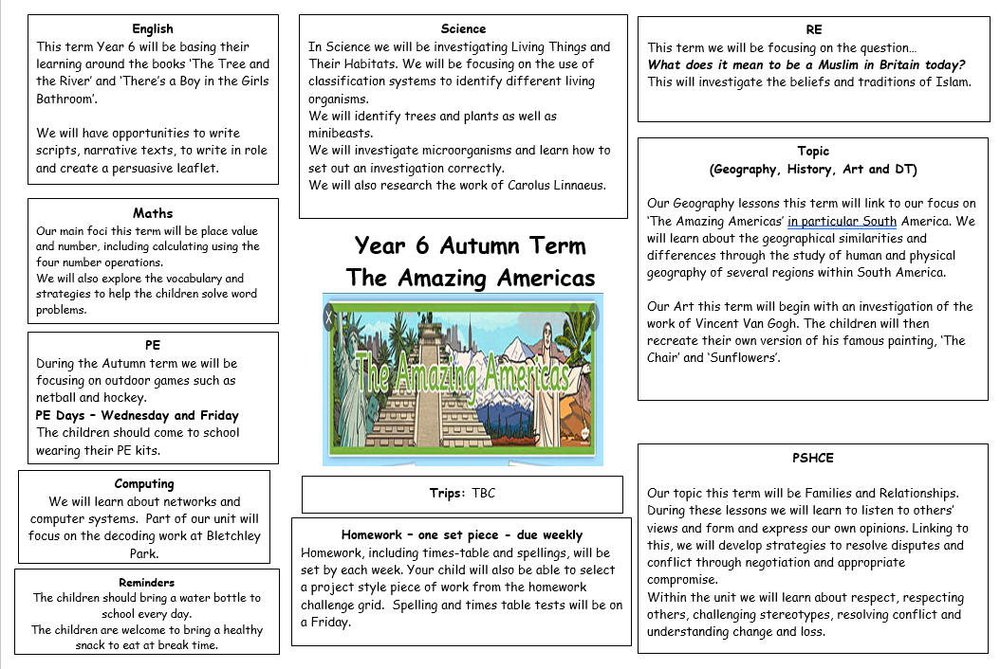 English
This term Year 6 will be basing their
learning around the books 'The Tree and
the River' and 'There's a Boy in the Girls
Bathroom'.
We will have opportunities to write
scripts, narrative texts, to write in role
and create a persuasive leaflet.
Maths
Our main foci this term will be place value
and number, including calculating using the
four number operations.
We will also explore the vocabulary and
strategies to help the children solve word
problems.
PE
During the Autumn term we will be
focusing on outdoor games such as
netball and hockey.
PE Days – Wednesday and Friday
The children should come to school
wearing their PE kits.
Computing
We will learn about networks and
computer systems. Part of our unit will
focus on the decoding work at Bletchley
Park.
Reminders
The children should bring a water bottle to
school every day.
The children are welcome to bring a healthy
snack to eat at break time.
Science
In Science we will be investigating Living Things and
Their Habitats. We will be focusing on the use of
classification systems to identify different living
organisms.
We will identify trees and plants as well as
minibeasts.
We will investigate microorganisms and learn how to
set out an investigation correctly.
We will also research the work of Carolus Linnaeus.
Year 6 Autumn Term
The Amazing Americas
The Amazing Americas
Trips: TBC
Homework – one set piece - due weekly
Homework, including times-table and spellings, will be
set by each week. Your child will also be able to select
a project style piece of work from the homework
challenge grid. Spelling and times table tests will be on
a Friday.
RE
This term we will be focusing on the question…
What does it mean to be a Muslim in Britain today?
This will investigate the beliefs and traditions of Islam.
Topic
(Geography, History, Art and DT)
Our Geography lessons this term will link to our focus on
'The Amazing Americas' in particular South America. We
will learn about the geographical similarities and
differences through the study of human and physical
geography of several regions within South America.
Our Art this term will begin with an investigation of the
work of Vincent Van Gogh. The children will then
recreate their own version of his famous painting, 'The
Chair' and 'Sunflowers'.
PSHCE
Our topic this term will be Families and Relationships.
During these lessons we will learn to listen to others'
views and form and express our own opinions. Linking to
this, we will develop strategies to resolve disputes and
conflict through negotiation and appropriate
compromise.
Within the unit we will learn about respect, respecting
others, challenging stereotypes, resolving conflict and
understanding change and loss.